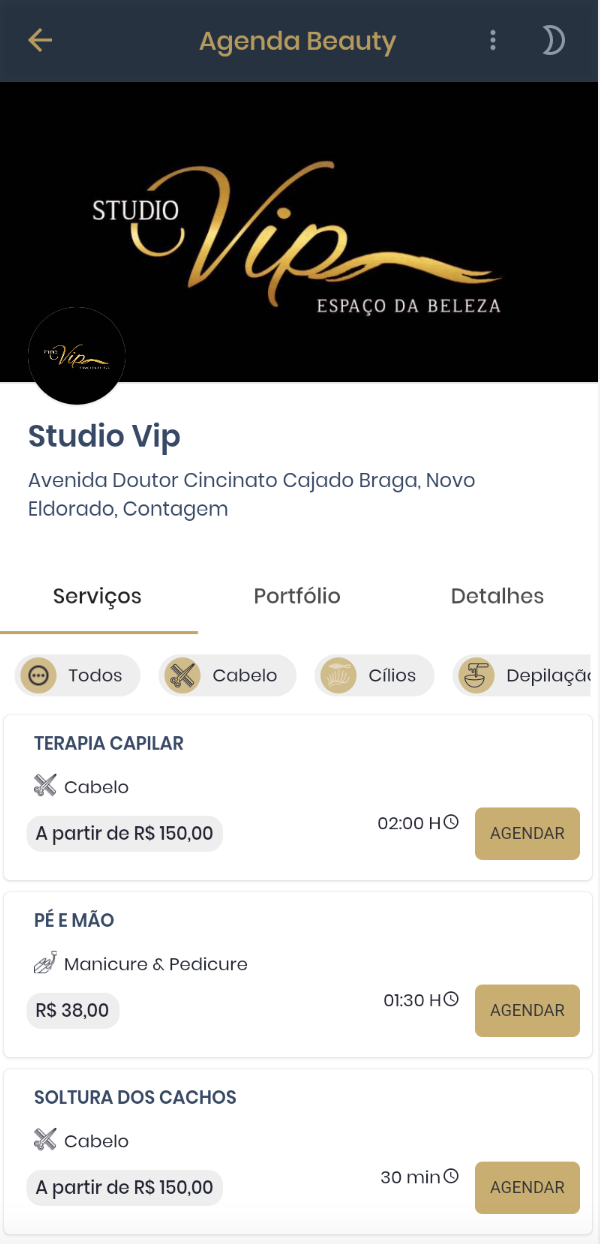 Agenda Beauty
STUDIO
Vip
ESPAÇO DA BELEZA
Vip
Studio Vip
Avenida Doutor Cincinato Cajado Braga, Novo
Eldorado, Contagem
Serviços Portfólio Detalhes
Todos Cabelo Cílios Depilaçã
TERAPIA CAPILAR
Cabelo
A partir de R$ 150,00 02:00 H AGENDAR
PÉ E MÃO
Manicure & Pedicure
R$ 38,00 01:30 H AGENDAR
SOLTURA DOS CACHOS
Cabelo
A partir de R$ 150,00 30 min AGENDAR